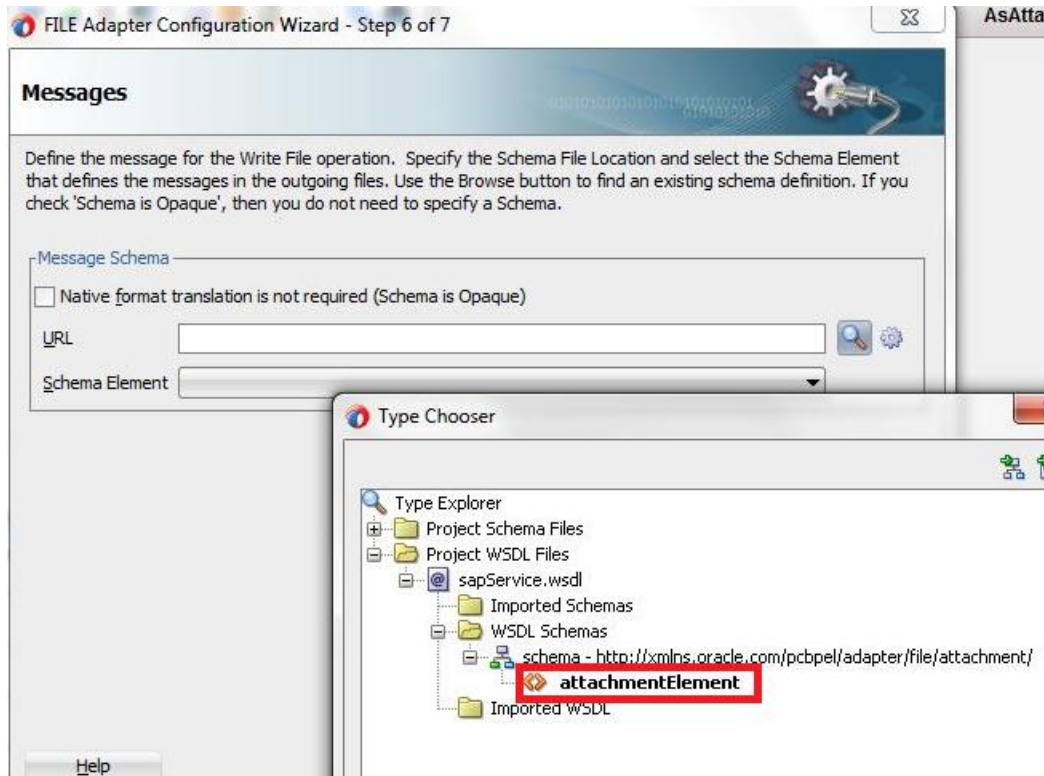 FILE Adapter Configuration Wizard - Step 6 of 7
AsAtta
Messages
Define the message for the Write File operation. Specify the Schema File Location and select the Schema Element
that defines the messages in the outgoing files. Use the Browse button to find an existing schema definition. If you
check 'Schema is Opaque', then you do not need to specify a Schema.
Message Schema
Native format translation is not required (Schema is Opaque)
URL
Schema Element
Type Chooser
Type Explorer
Project Schema Files
Project WSDL Files
sapService.wsdl
Imported Schemas
WSDL Schemas
schema - http://xmlns.oracle.com/pcbpel/adapter/file/attachment/
attachmentElement
Imported WSDL
Help